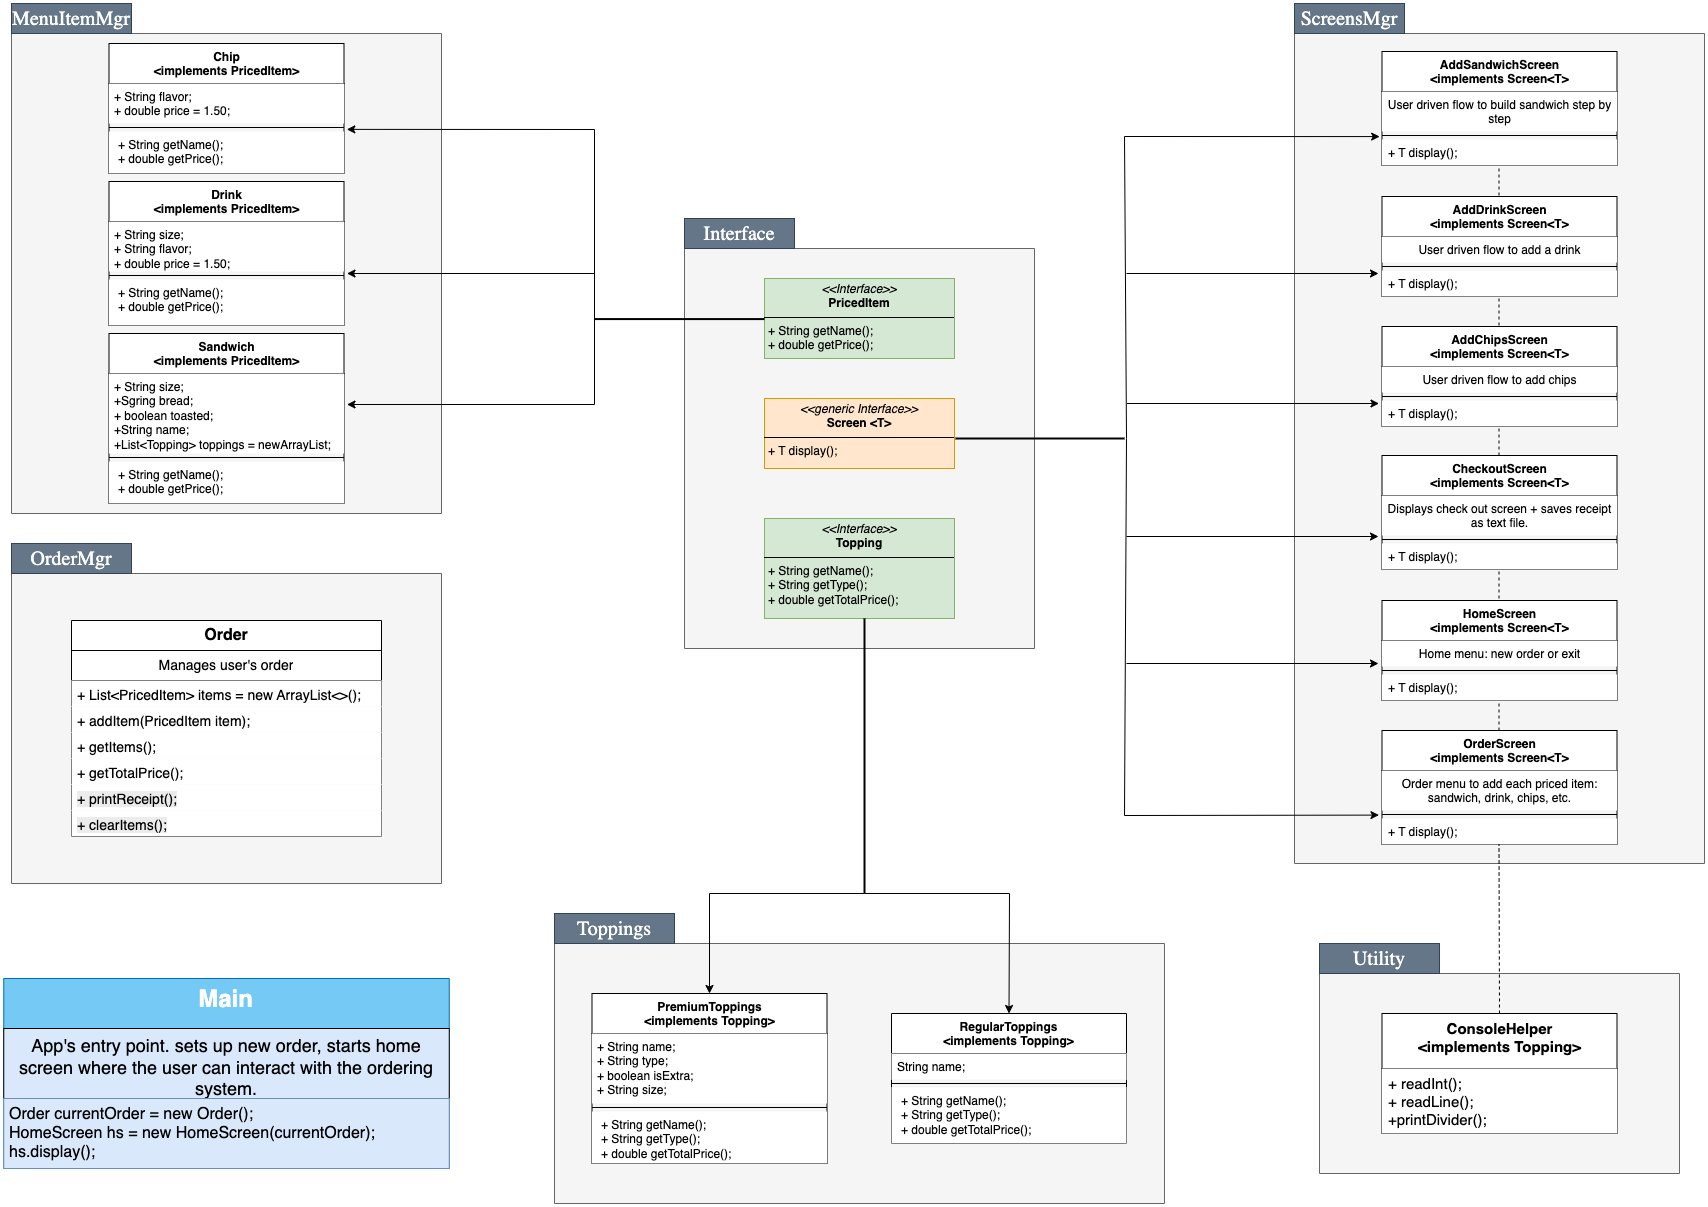 MenuItemMgr
Chip
<implements PricedItem>
+ String flavor;
+ double price = 1.50;
+ String getName();
+ double getPrice();
Drink
<implements PricedItem>
+ String size;
+ String flavor;
+ double price = 1.50;
+ String getName();
+ double getPrice();
Sandwich
<implements PricedItem>
+ String size;
+Sgring bread;
+ boolean toasted;
+String name;
+List<Topping> toppings = newArrayList;
+ String getName();
+ double getPrice();
OrderMgr
Order
Manages user's order
+ List<PricedItem> items = new ArrayList<>();
+ addItem(PricedItem item);
+ getItems();
+ getTotalPrice();
+ printReceipt();
+ clearItems();
Main
App's entry point. sets up new order, starts home
screen where the user can interact with the ordering
system.
Order currentOrder = new Order();
HomeScreen hs = new HomeScreen(currentOrder);
hs.display();
Interface
<<Interface>>
PricedItem
+ String getName();
+ double getPrice();
<<generic Interface>>
Screen <T>
+ T display();
<<Interface>>
Topping
+ String getName();
+ String getType();
+ double getTotalPrice();
Toppings
PremiumToppings
<implements Topping>
+ String name;
+ String type;
+ boolean isExtra;
+ String size;
+ String getName();
+ String getType();
+ double getTotalPrice();
RegularToppings
<implements Topping>
String name;
+ String getName();
+ String getType();
+ double getTotalPrice();
ScreensMgr
AddSandwichScreen
<implements Screen<T>
User driven flow to build sandwich step by
step
+ T display();
AddDrinkScreen
<implements Screen<T>
User driven flow to add a drink
+ T display();
AddChipsScreen
<implements Screen<T>
User driven flow to add chips
+ T display();
CheckoutScreen
<implements Screen<T>
Displays check out screen + saves receipt
as text file.
+ T display();
HomeScreen
<implements Screen<T>
Home menu: new order or exit
+ T display();
OrderScreen
<implements Screen<T>
Order menu to add each priced item:
sandwich, drink, chips, etc.
+ T display();
Utility
ConsoleHelper
<implements Topping>
+ readInt();
+ readLine();
+printDivider();